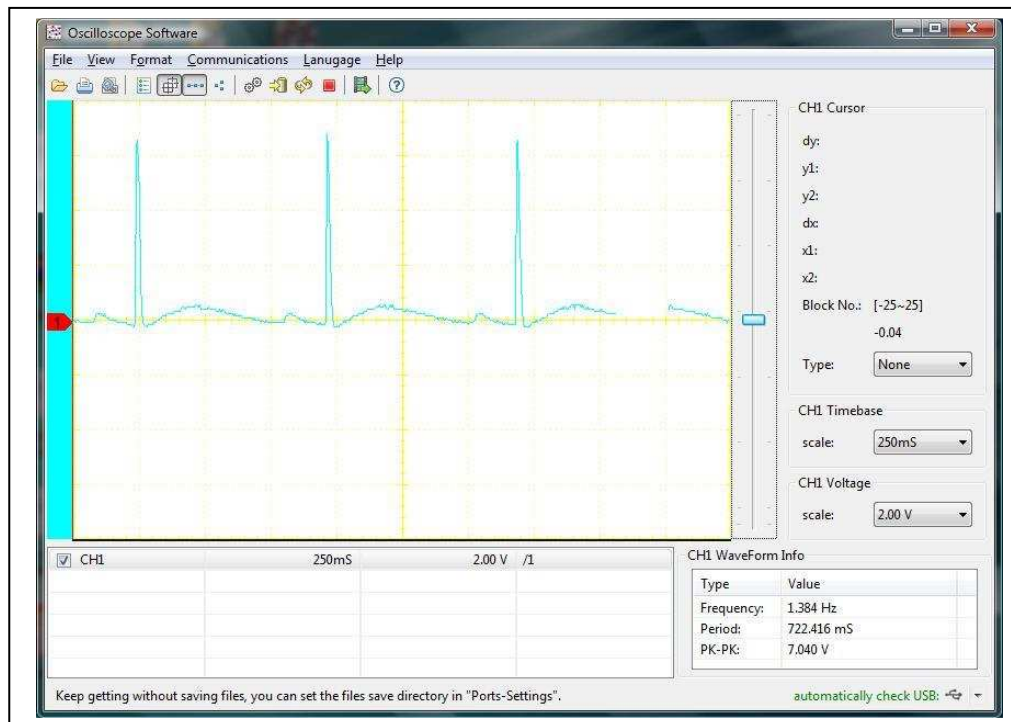 Oscilloscope Software
File View Format Communications Lanugage Help
1
CH1 Cursor
dy:
y1:
y2:
dx:
x1:
x2:
Block No.: [-25~25]
-0.04
Type: None
CH1 Timebase
scale: 250mS
CH1 Voltage
scale: 2.00 V
CH1 250mS 2.00 V /1
CH1 WaveForm Info
Type Value
Frequency: 1.384 Hz
Period: 722.416 mS
PK-PK: 7.040 V
Keep getting without saving files, you can set the files save directory in "Ports-Settings".
automatically check USB: